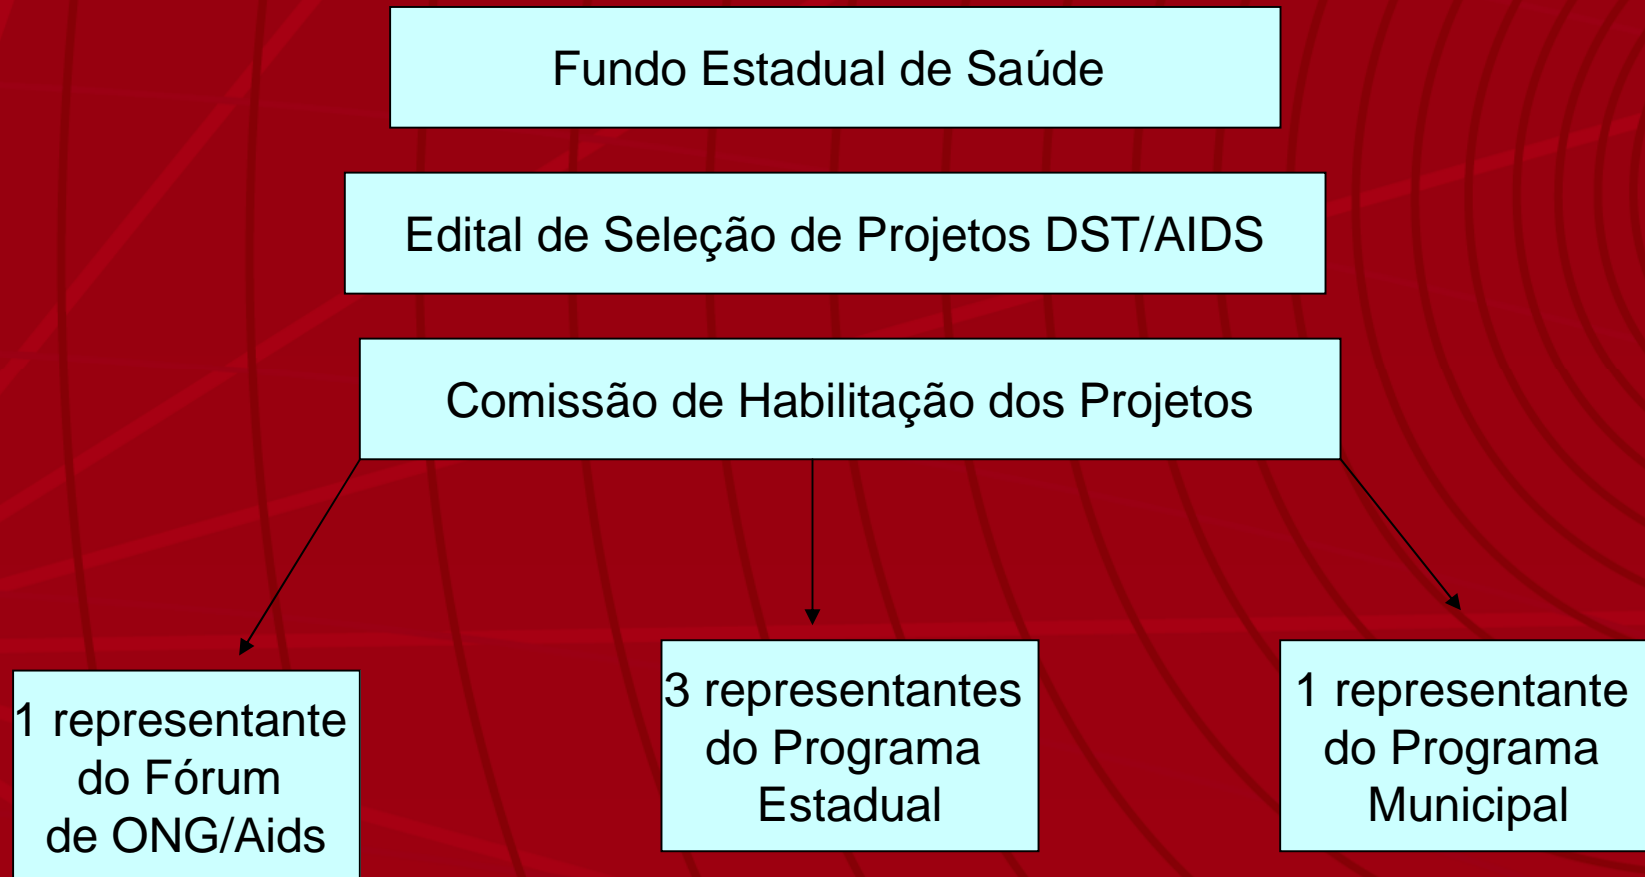 Fundo Estadual de Saúde
Edital de Seleção de Projetos DST/AIDS
Comissão de Habilitação dos Projetos
1 representante
do Fórum
de ONG/Aids
3 representantes
do Programa
Estadual
1 representante
do Programa
Municipal